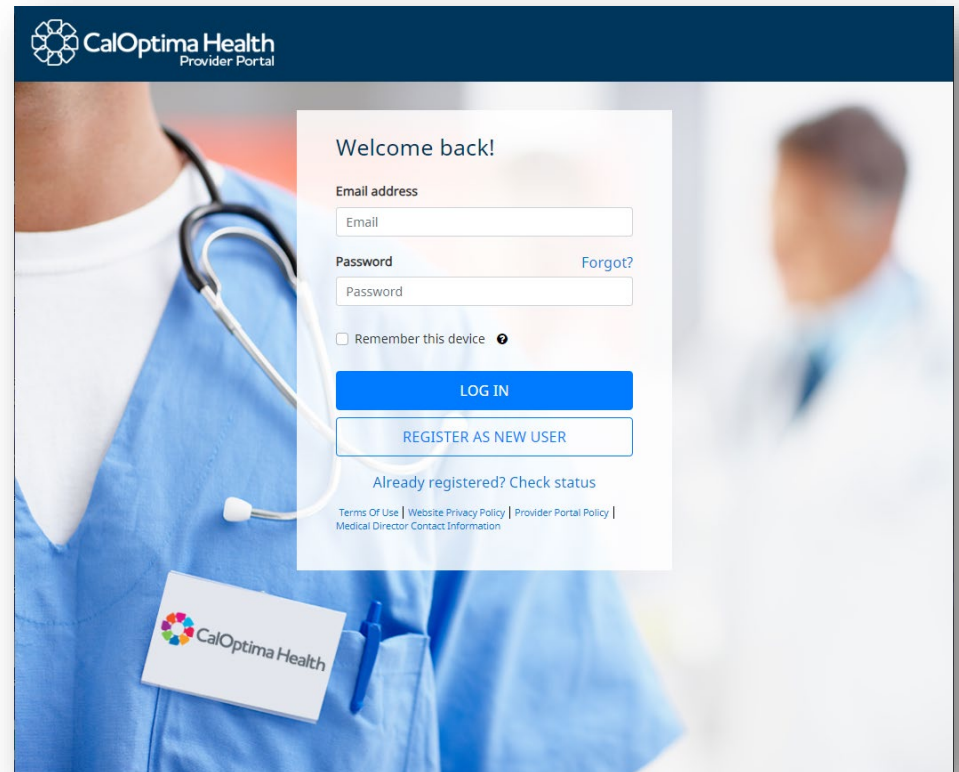 CalOptima Health
Provider Portal
Welcome back!
Email address
Email
Password
Forgot?
Password
Remember this device ?
LOG IN
REGISTER AS NEW USER
Already registered? Check status
Terms Of Use | Website Privacy Policy | Provider Portal Policy |
Medical Director Contact Information
CalOptima Health